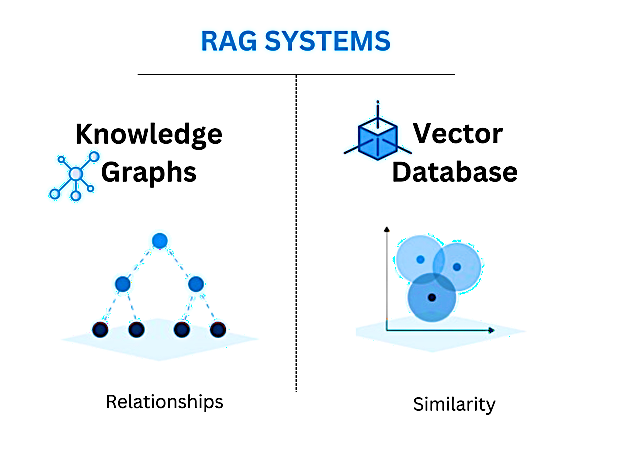 RAG SYSTEMS
Knowledge
Graphs
Relationships
Vector
Database
Similarity